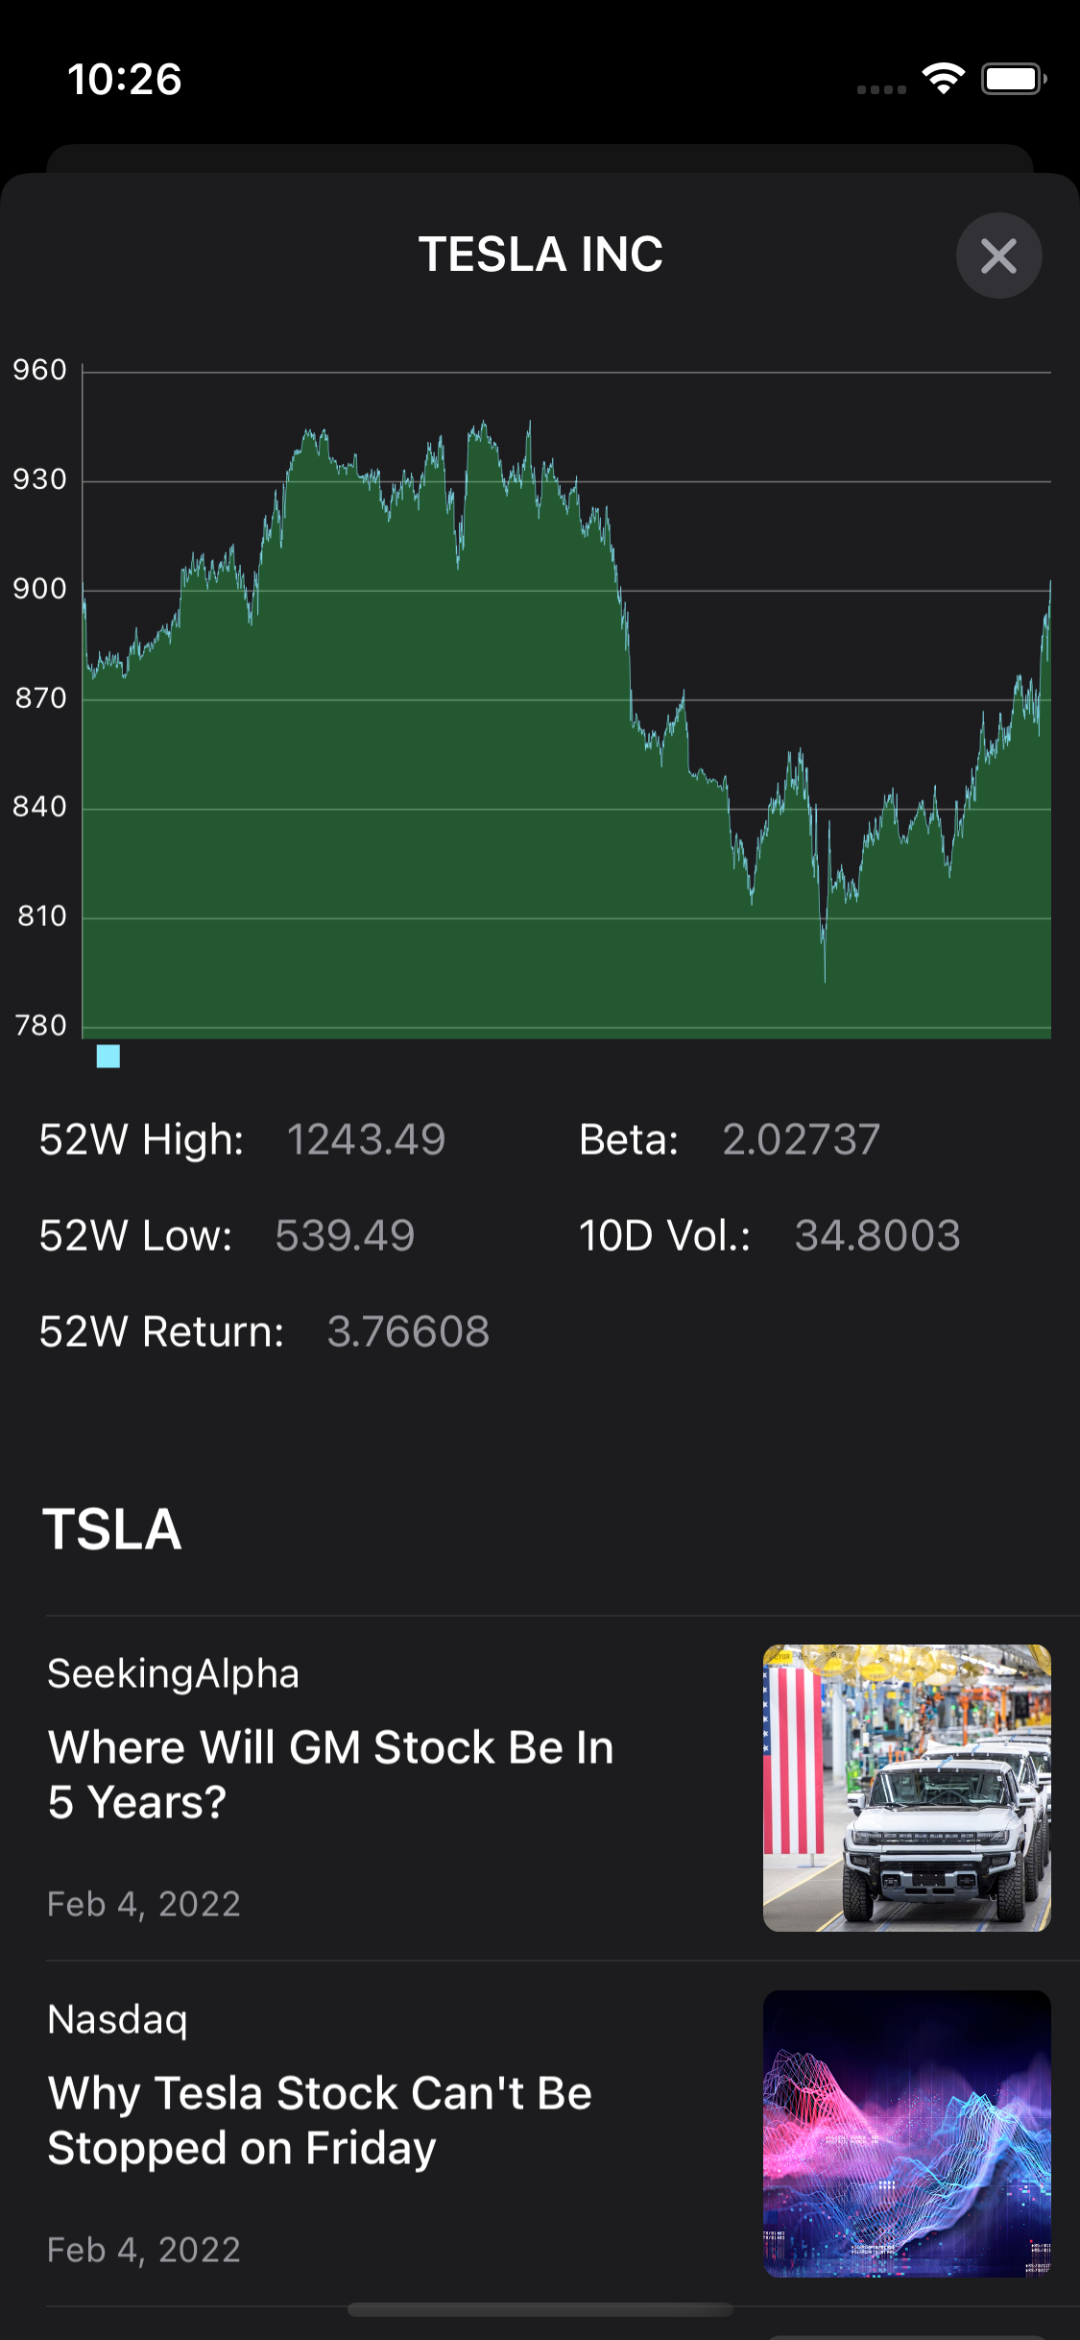 10:26
TESLA INC
960
930
900
870
840
810
780
52W High: 1243.49
Beta: 2.02737
52W Low: 539.49
10D Vol.: 34.8003
52W Return: 3.76608
TSLA
SeekingAlpha
Where Will GM Stock Be In
5 Years?
Feb 4, 2022
Nasdaq
Why Tesla Stock Can't Be
Stopped on Friday
Feb 4, 2022